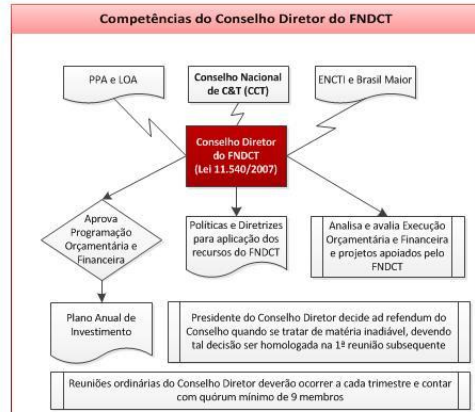 Competências do Conselho Diretor do FNDCT
PPA e LOA
Conselho Nacional
de C&T (CCT)
ENCTI e Brasil Maior
Conselho Diretor
do FNDCT
(Lei 11.540/2007)
Aprova
Programação
Orçamentária e
Financeira
Políticas e Diretrizes
para aplicação dos
recursos do FNDCT
Analisa e avalia Execução
Orçamentária e Financeira
e projetos apoiados pelo
FNDCT
Plano Anual de
Investimento
Presidente do Conselho Diretor decide ad refendum do
Conselho quando se tratar de matéria inadiável, devendo
tal decisão ser homologada na 1ª reunião subsequente
Reuniões ordinárias do Conselho Diretor deverão ocorrer a cada trimestre e contar
com quórum mínimo de 9 membros